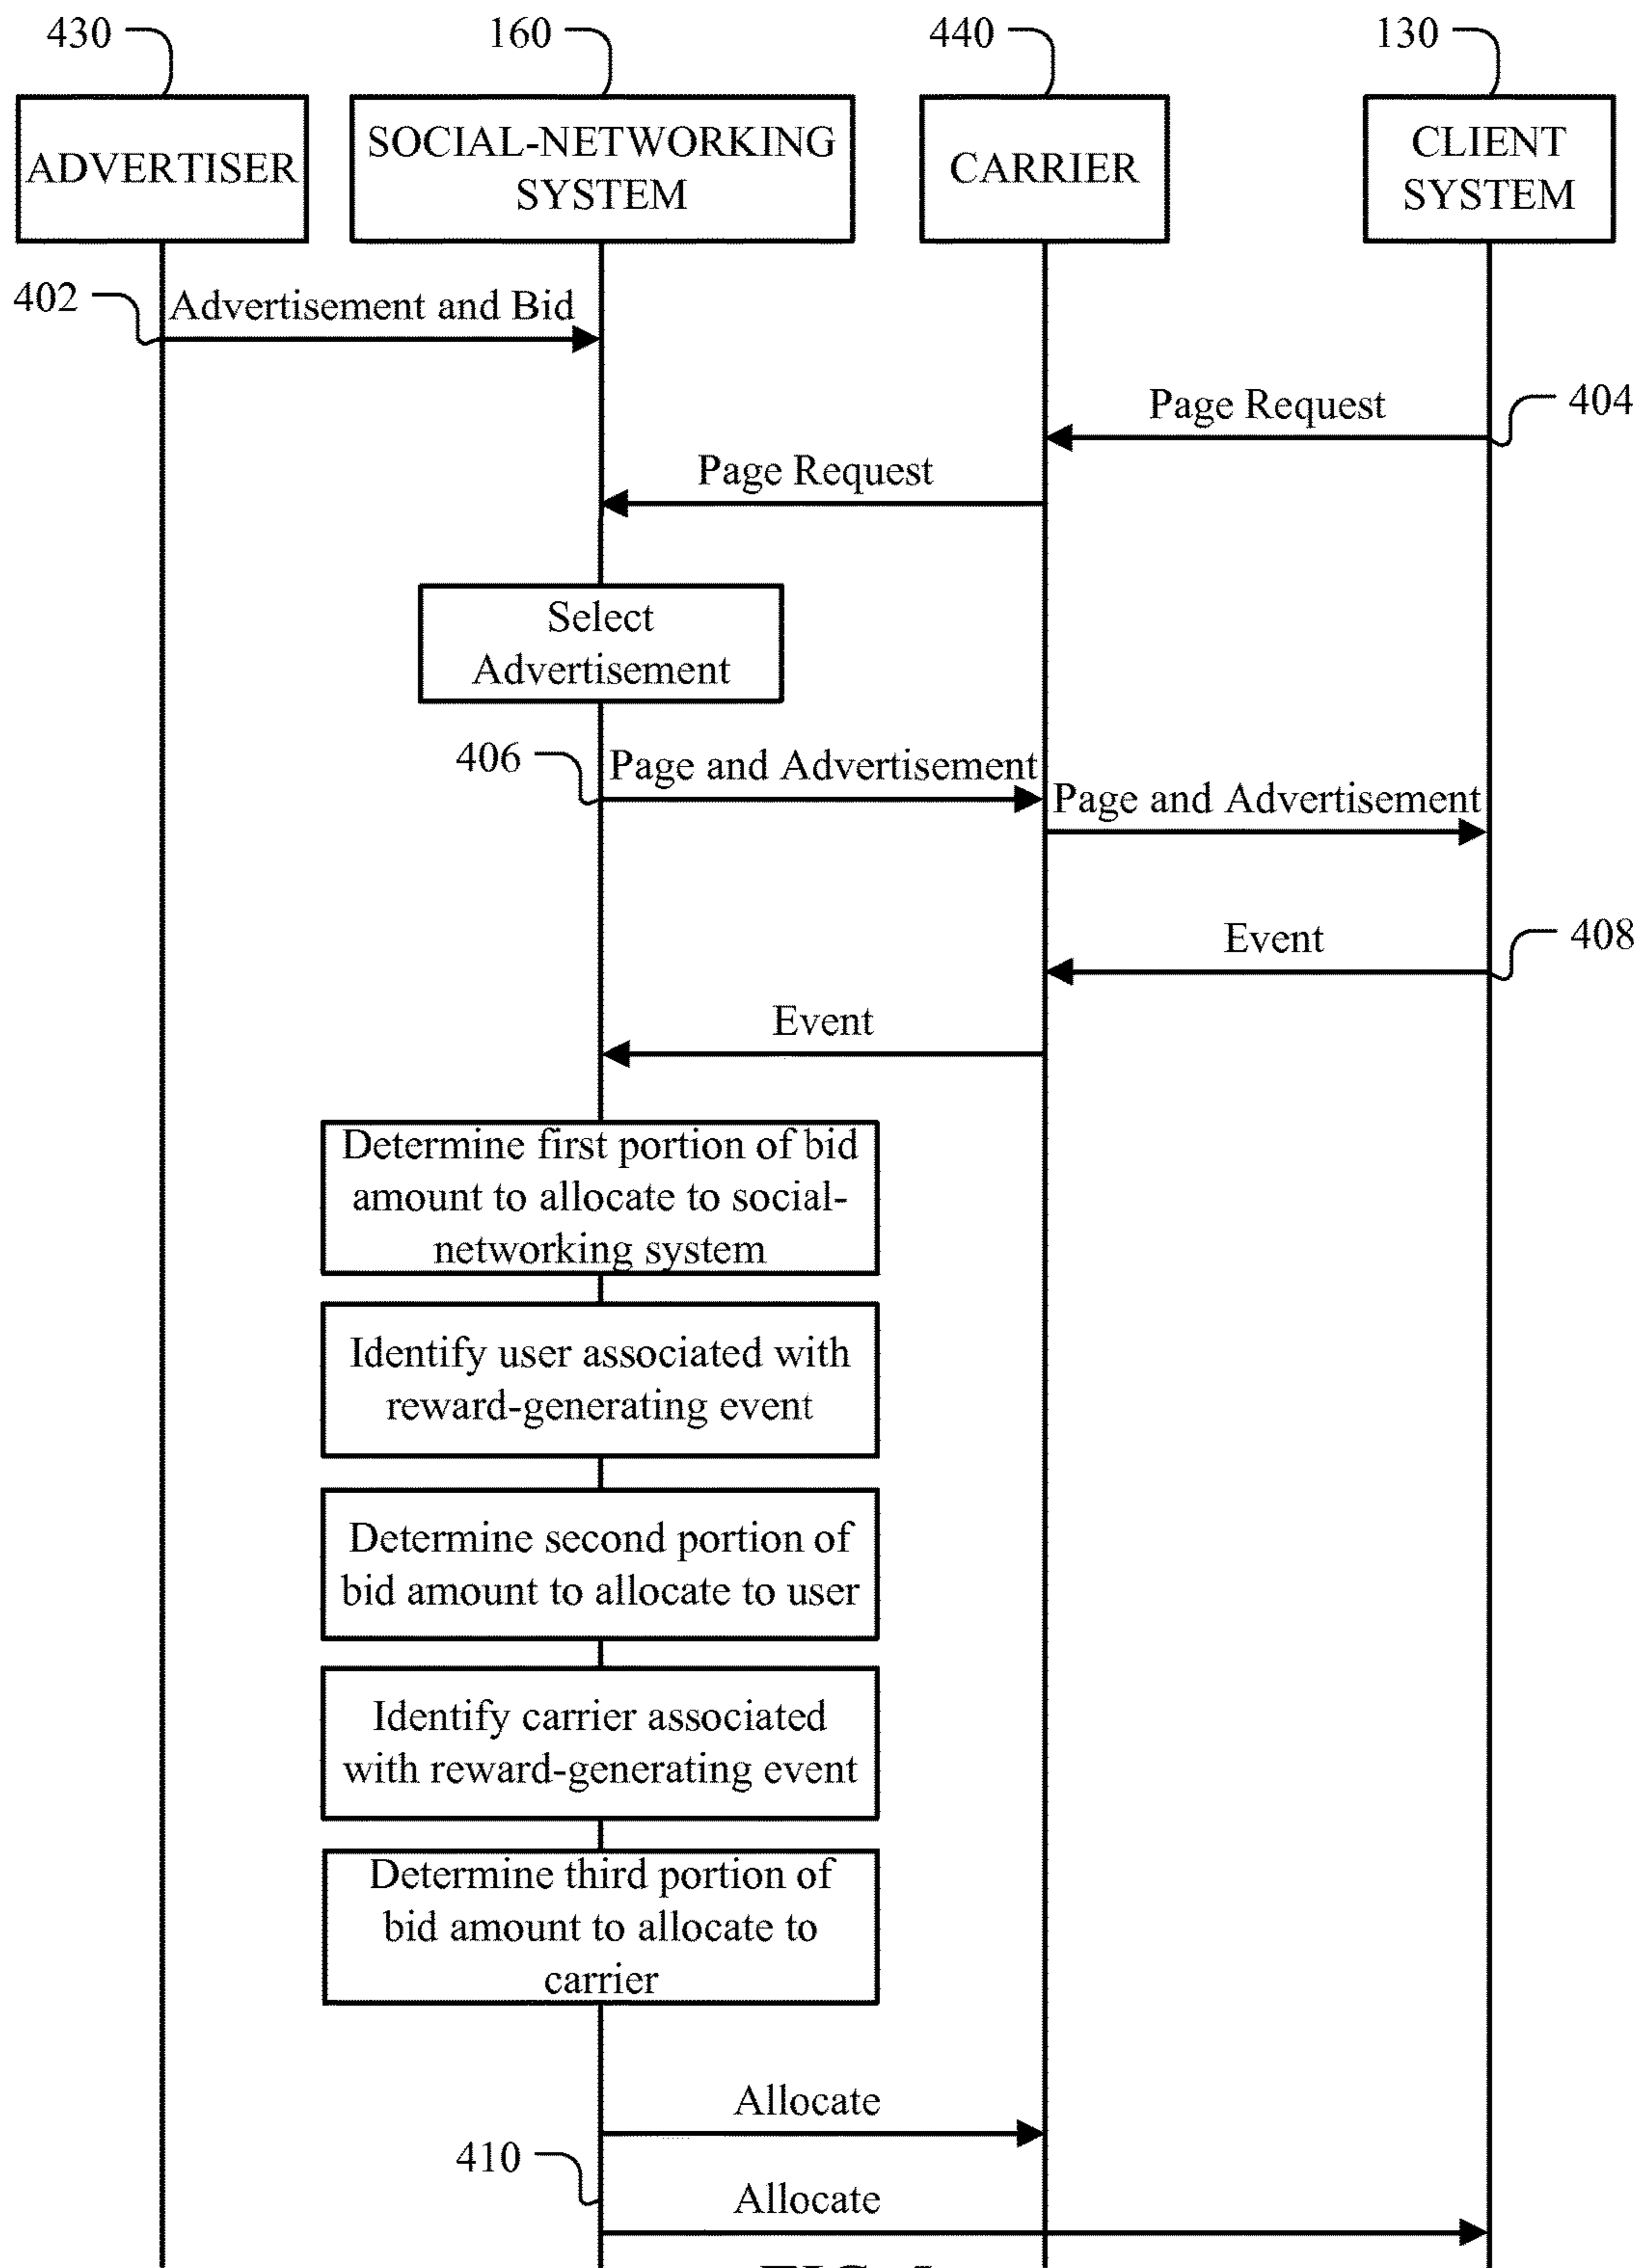 430
160
440
130
ADVERTISER
SOCIAL-NETWORKING
SYSTEM
CARRIER
CLIENT
SYSTEM
402
Advertisement and Bid
Page Request
404
Page Request
Select
Advertisement
406
Page and Advertisement
Page and Advertisement
Event
408
Event
Determine first portion of bid
amount to allocate to social-
networking system
Identify user associated with
reward-generating event
Determine second portion of
bid amount to allocate to user
Identify carrier associated
with reward-generating event
Determine third portion of
bid amount to allocate to
carrier
Allocate
410
Allocate